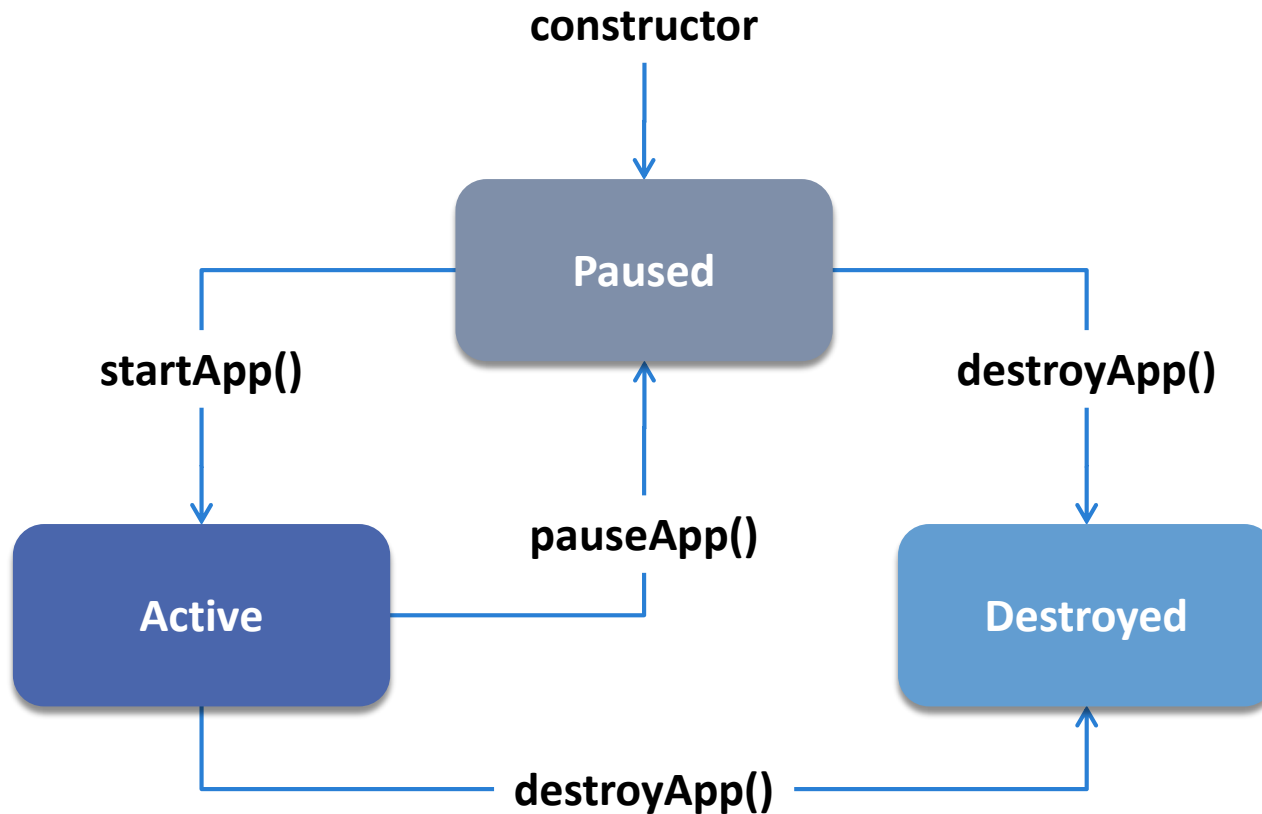 constructor
Paused
startApp()
destroyApp()
pauseApp()
Active
Destroyed
destroyApp()